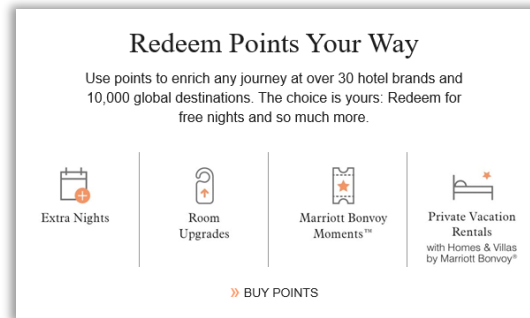 Redeem Points Your Way
Use points to enrich any journey at over 30 hotel brands and
10,000 global destinations. The choice is yours: Redeem for
free nights and so much more.
Extra Nights
Room
Upgrades
Marriott Bonvoy
Moments™
Private Vacation
Rentals
with Homes & Villas
by Marriott Bonvoy®
» BUY POINTS